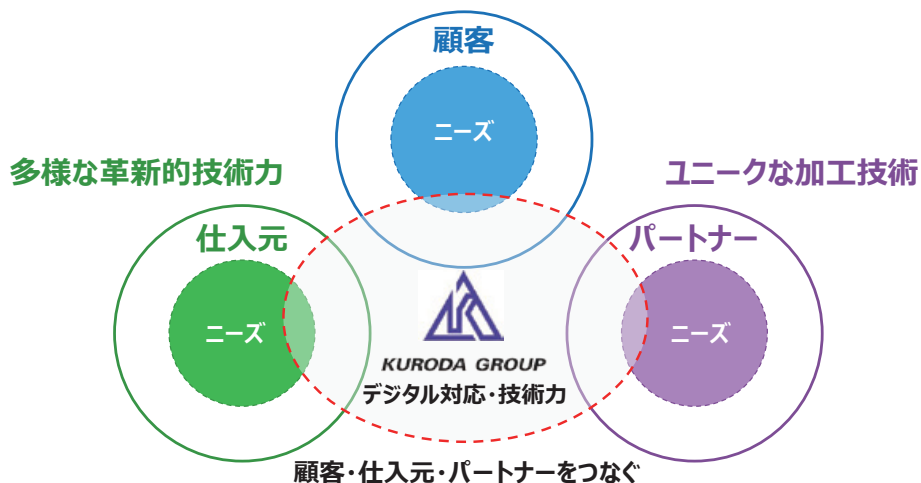 顧客
ニーズ
多様な革新的技術力
ユニークな加工技術
仕入元
パートナー
ニーズ
ニーズ
KURODA GROUP
デジタル対応・技術力
顧客・仕入元・パートナーをつなぐ